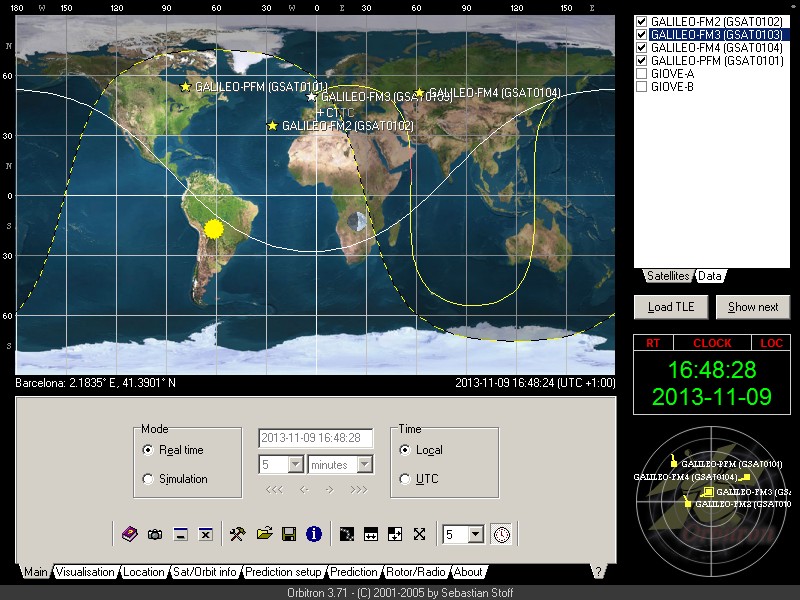 180 W 120 90 60 30 W 0 E 30 60 90 120 150 E
N
60
30
N
0
S
30
60
S
GALILEO-PFM (GSAT0101)
GALILEO-FM3 (GSAT0103)
GALILEO-FM4 (GSAT0104)
CTTC
GALILEO-FM2 (GSAT0102)
Barcelona: 2.1835° E, 41.3901° N
2013-11-09 16:48:24 (UTC +1:00)
GALILEO-FM2 (GSAT0102)
GALILEO-FM3 (GSAT0103)
GALILEO-FM4 (GSAT0104)
GALILEO-PFM (GSAT0101)
GIOVE-A
GIOVE-B
Satellites Data
Load TLE Show next
RT CLOCK LOC
16:48:28
2013-11-09
GALILEO-PFM (GSAT0101)
GALILEO-FM4 (GSAT0104)
GALILEO-FM3 (GS
GALILEO-FM2 (GSAT010
Mode
Real time
Simulation
2013-11-09 16:48:28
5 minutes
<<< <- -> >>>
Time
Local
UTC
5
Main Visualisation Location Sat/Orbit info Prediction setup Prediction Rotor/Radio About ?
Orbitron 3.71 - (C) 2001-2005 by Sebastian Stoff